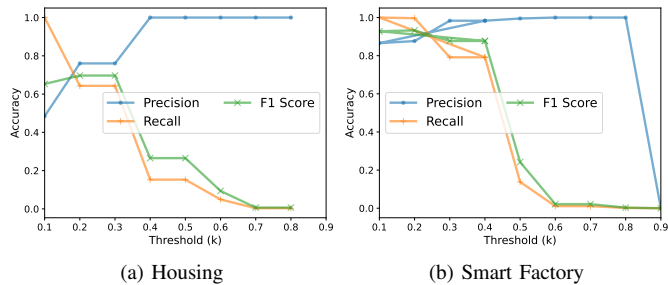 1.0
0.8
0.6
0.4
0.2
0.0
Accuracy
Precision
Recall
F1 Score
0.1 0.2 0.3 0.4 0.5 0.6 0.7 0.8 0.9
Threshold (k)
(a) Housing
1.0
0.8
0.6
0.4
0.2
0.0
Accuracy
Precision
Recall
F1 Score
0.1 0.2 0.3 0.4 0.5 0.6 0.7 0.8 0.9
Threshold (k)
(b) Smart Factory